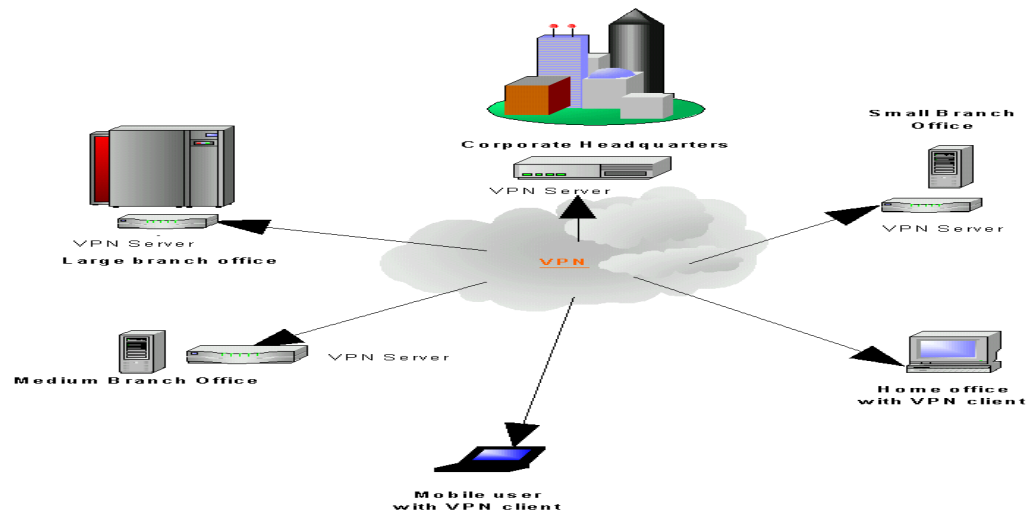 Corporate Headquarters
VPN Server
Small Branch
Office
VPN Server
VPN Server
Large branch office
VPN
VPN Server
Medium Branch Office
Home office
with VPN client
Mobile user
with VPN client